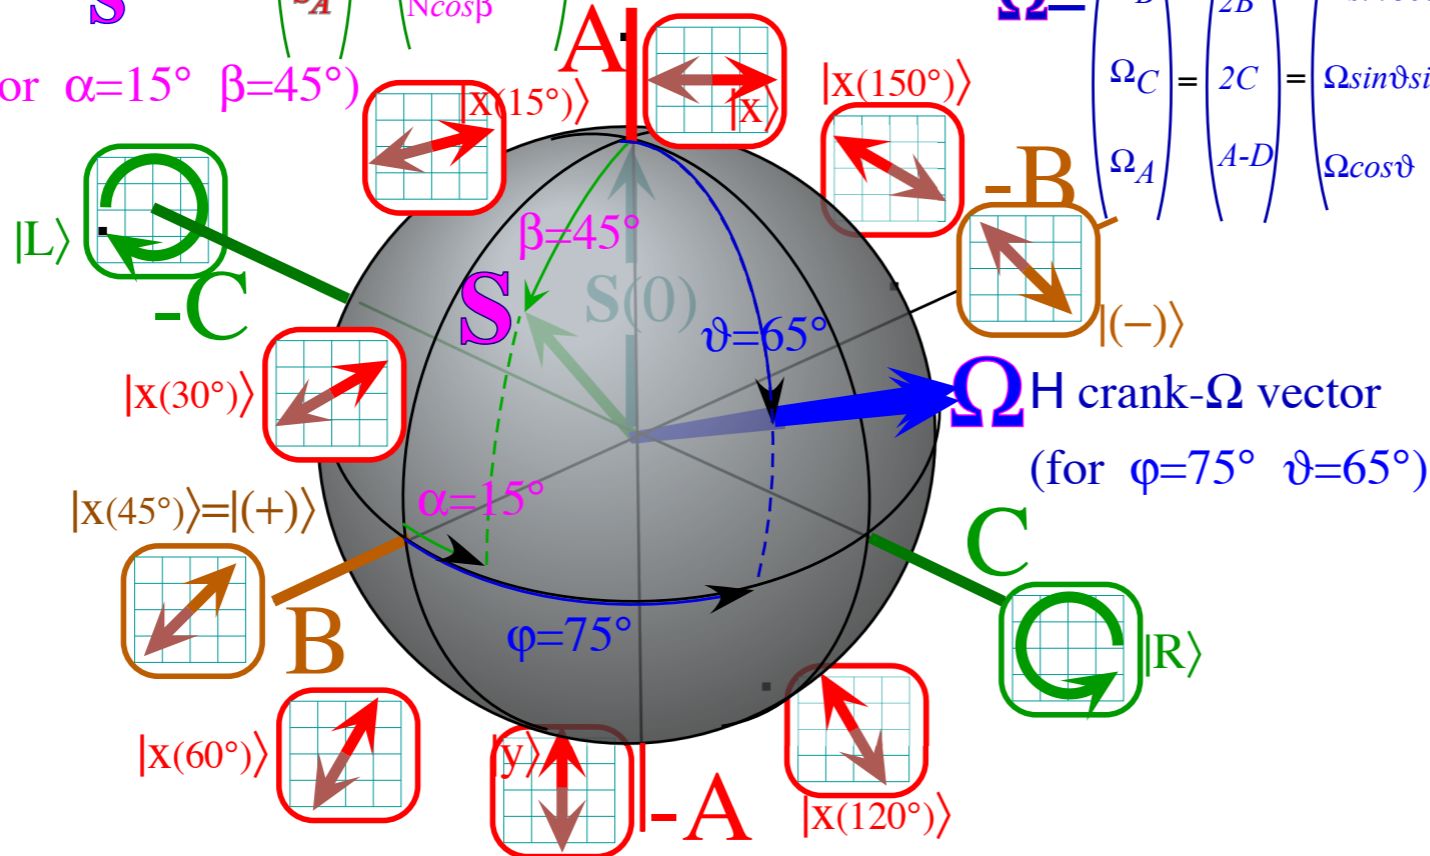 S
Ncosβ
Ω=
2B
A
or α=15° β=45°)
|x(15°)⟩
|x⟩
|x(150°)⟩
Ω_C = 2C =
-B
Ω_A
A-D
Ωcosϑ
|L⟩
β=45°
-C
S
S(0)
ϑ=65°
|(−)⟩
|x(30°)⟩
Ω
H crank-Ω vector
(for φ=75° ϑ=65°)
α=15°
|x(45°)⟩=|(+)⟩
C
B
φ=75°
|R⟩
|x(60°)⟩
|y⟩
-A
|x(120°)⟩